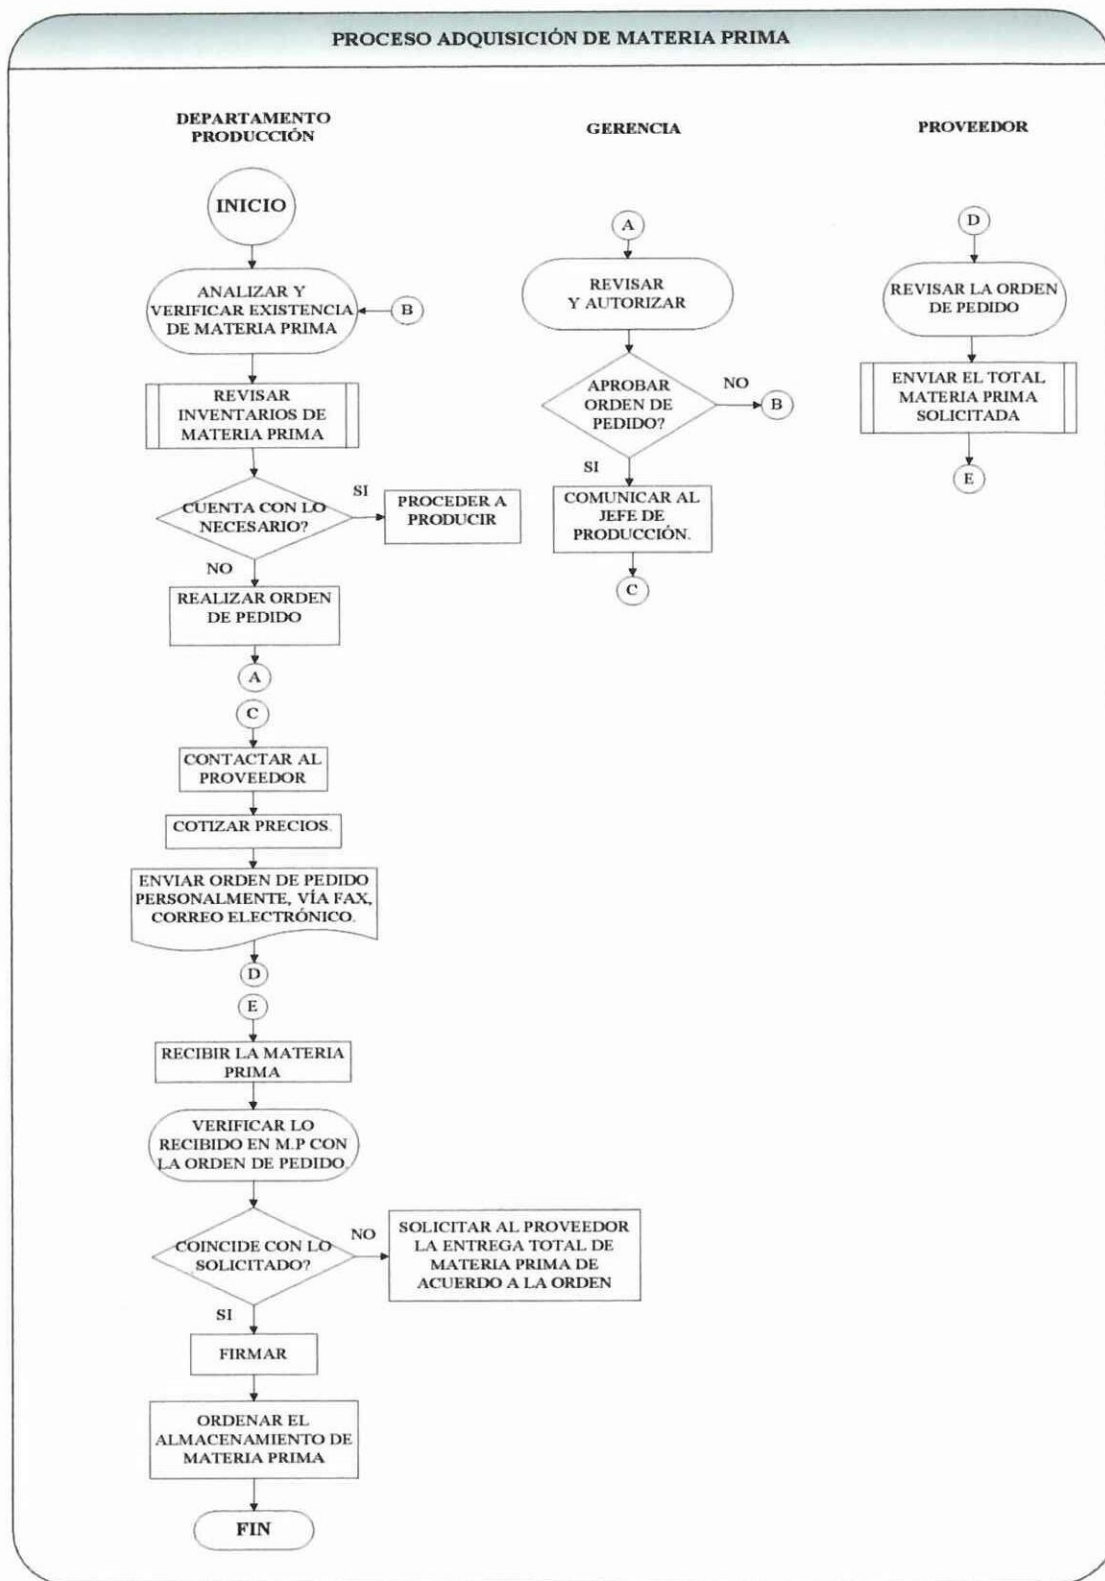 PROCESO ADQUISICIÓN DE MATERIA PRIMA
DEPARTAMENTO
PRODUCCIÓN
INICIO
ANALIZAR Y
VERIFICAR EXISTENCIA
DE MATERIA PRIMA
B
REVISAR
INVENTARIOS DE
MATERIA PRIMA
CUENTA CON LO
NECESARIO?
SI
PROCEDER A
PRODUCIR
NO
REALIZAR ORDEN
DE PEDIDO
A
C
CONTACTAR AL
PROVEEDOR
COTIZAR PRECIOS.
ENVIAR ORDEN DE PEDIDO
PERSONALMENTE, VÍA FAX,
CORREO ELECTRÓNICO.
D
E
RECIBIR LA MATERIA
PRIMA
VERIFICAR LO
RECIBIDO EN M.P CON
LA ORDEN DE PEDIDO.
COINCIDE CON LO
SOLICITADO?
NO
SOLICITAR AL PROVEEDOR
LA ENTREGA TOTAL DE
MATERIA PRIMA DE
ACUERDO A LA ORDEN
SI
FIRMAR
ORDENAR EL
ALMACENAMIENTO DE
MATERIA PRIMA
FIN
GERENCIA
A
REVISAR
Y AUTORIZAR
APROBAR
ORDEN DE
PEDIDO?
NO
B
SI
COMUNICAR AL
JEFE DE
PRODUCCIÓN.
C
PROVEEDOR
D
REVISAR LA ORDEN
DE PEDIDO
ENVIAR EL TOTAL
MATERIA PRIMA
SOLICITADA
E